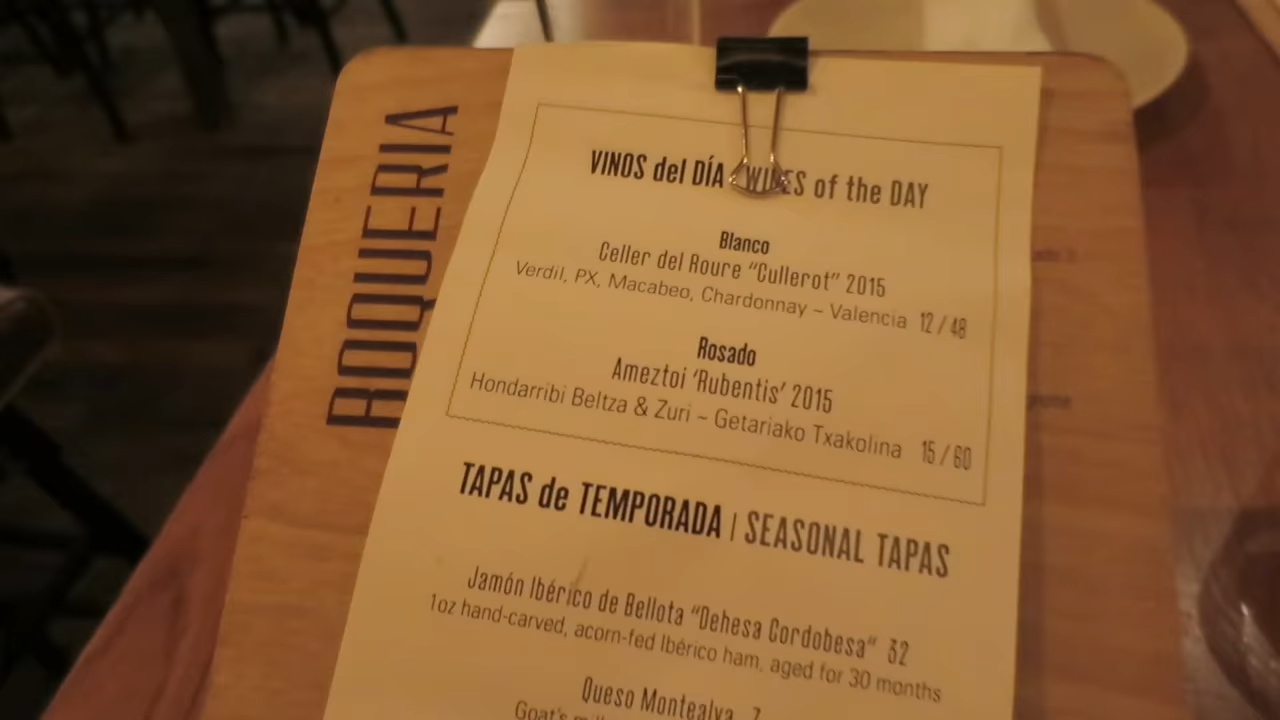 BOQUERIA
VINOS del DÍA WINES of the DAY
Blanco
Celler del Roure "Cullerot" 2015
Verdil, PX, Macabeo, Chardonnay ~ Valencia 12 / 48
Rosado
Ameztoi 'Rubentis' 2015
Hondarribi Beltza & Zuri ~ Getariako Txakolina 15 / 60
TAPAS de TEMPORADA | SEASONAL TAPAS
Jamón Ibérico de Bellota "Dehesa Cordobesa" 32
1oz hand-carved, acorn-fed Ibérico ham, aged for 30 months
Queso Montealva 7
Goat's